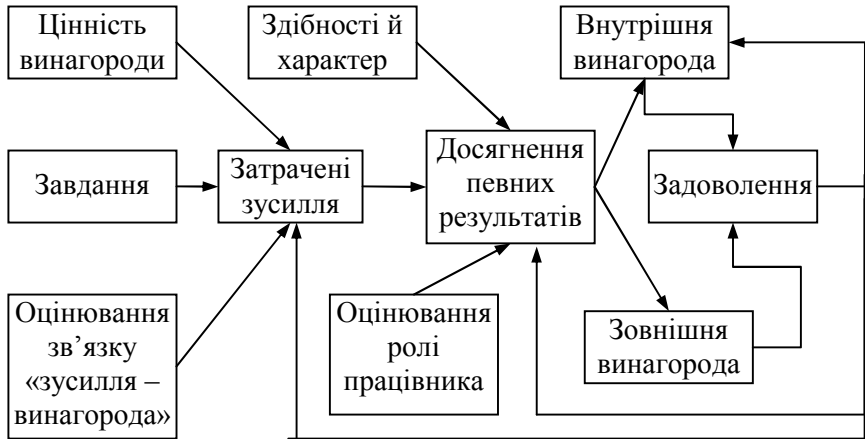 Цінність
винагороди
Здібності й
характер
Внутрішня
винагорода
Завдання
Затрачені
зусилля
Досягнення
певних
результатів
Задоволення
Оцінювання
зв’язку
«зусилля –
винагорода»
Оцінювання
ролі
працівника
Зовнішня
винагорода